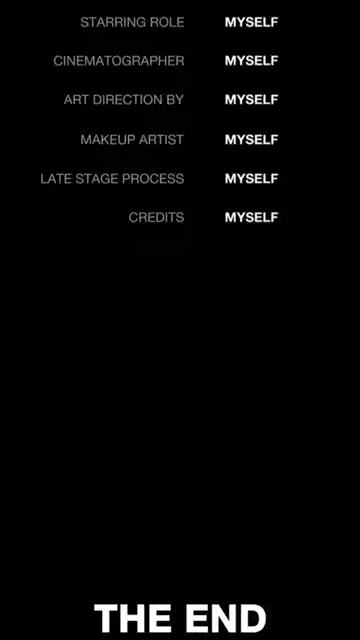 STARRING ROLE MYSELF
CINEMATOGRAPHER MYSELF
ART DIRECTION BY MYSELF
MAKEUP ARTIST MYSELF
LATE STAGE PROCESS MYSELF
CREDITS MYSELF
THE END